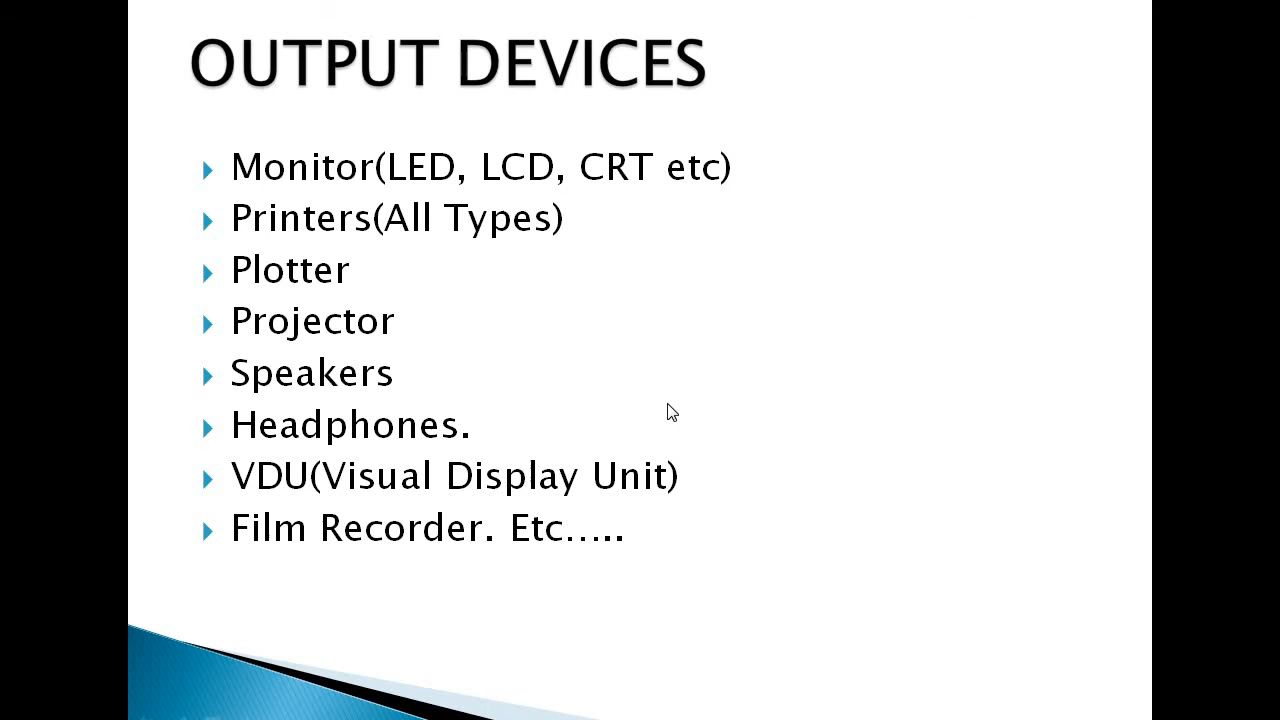 OUTPUT DEVICES
Monitor(LED, LCD, CRT etc)
Printers(All Types)
Plotter
Projector
Speakers
Headphones.
VDU(Visual Display Unit)
Film Recorder. Etc…..